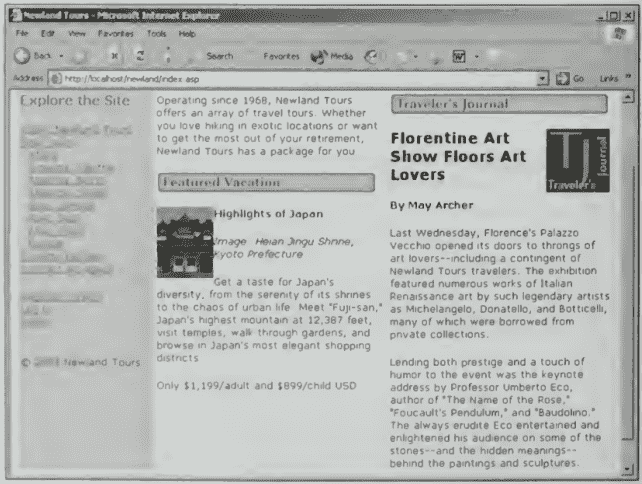 Newland Tours - Microsoft Internet Explorer
File Edit View Favorites Tools Help
Back Search Favorites Media
Address http://localhost/newland/index.asp Go Links
Explore the Site
© Newland Tours
Operating since 1968, Newland Tours
offers an array of travel tours. Whether
you love hiking in exotic locations or want
to get the most out of your retirement,
Newland Tours has a package for you
Featured Vacation
Highlights of Japan
Image Heian Jingu Shrine,
Kyoto Prefecture
Get a taste for Japan's
diversity, from the serenity of its shrines
to the chaos of urban life Meet "Fuji-san,"
Japan's highest mountain at 12,387 feet,
visit temples, walk through gardens, and
browse in Japan's most elegant shopping
districts
Only $1,199/adult and $899/child USD
Traveler's Journal
Florentine Art
Show Floors Art
Lovers
TJ
Traveler's
Journal
By May Archer
Last Wednesday, Florence's Palazzo
Vecchio opened its doors to throngs of
art lovers--including a contingent of
Newland Tours travelers. The exhibition
featured numerous works of Italian
Renaissance art by such legendary artists
as Michelangelo, Donatello, and Botticelli,
many of which were borrowed from
private collections.
Lending both prestige and a touch of
humor to the event was the keynote
address by Professor Umberto Eco,
author of "The Name of the Rose,"
"Foucault's Pendulum," and "Baudolino."
The always erudite Eco entertained and
enlightened his audience on some of the
stones--and the hidden meanings--
behind the paintings and sculptures.